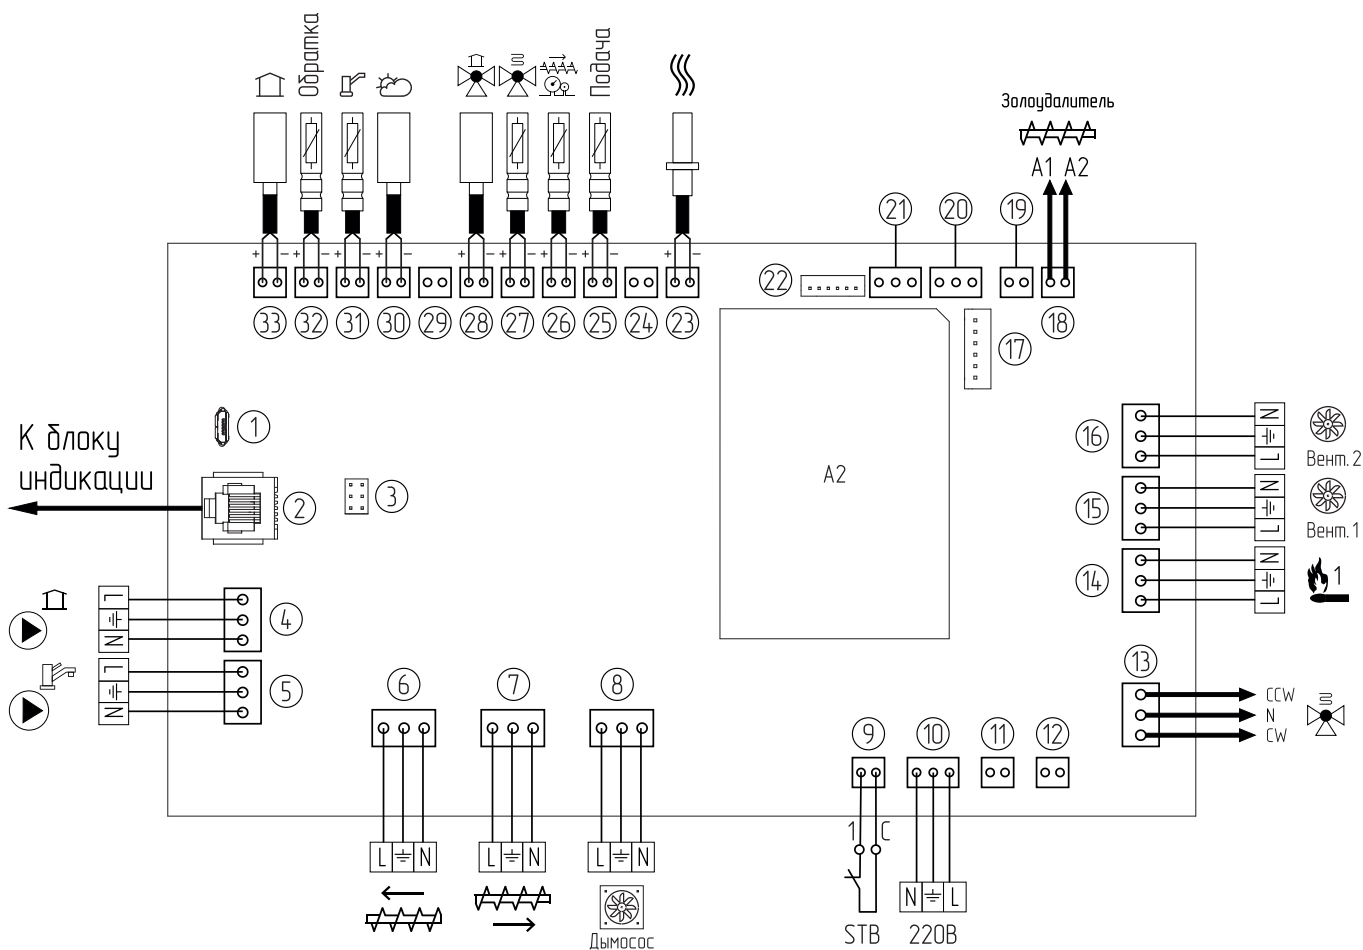 Обратка
Подача
Золоудалитель
A1 A2
21 20 19
22
+ − + − + − + − + − + − + − + − + −
33 32 31 30 29 28 27 26 25 24 23
18
17
К блоку
индикации
1
2
3
A2
16
N
L
Вент. 2
15
N
L
Вент. 1
14
N
L
1
4
L
N
5
L
N
13
CCW
N
CW
6 7 8
9 10 11 12
L N
L N
L N
Дымосос
1 C
STB
N L
220В